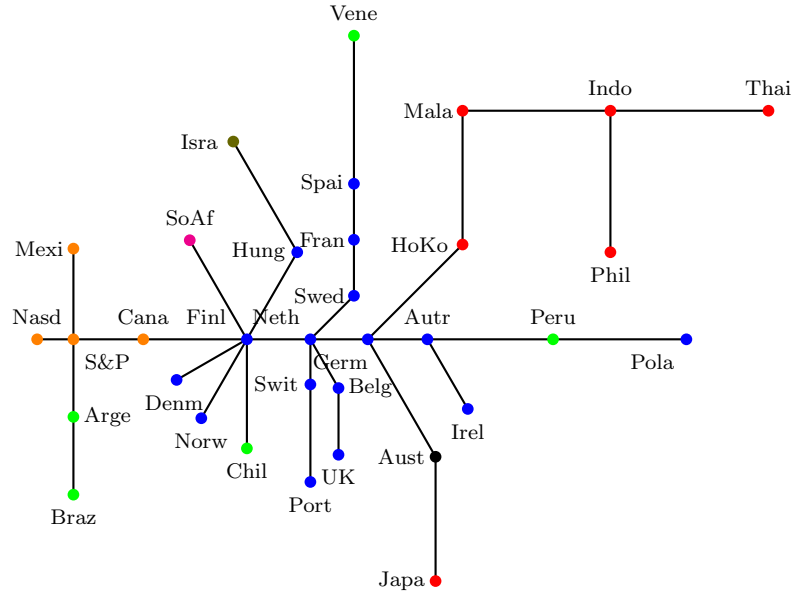 Vene
Mala
Indo
Thai
Isra
Spai
SoAf
Mexi
Hung
Fran
HoKo
Phil
Swed
Nasd
Cana
Finl
Neth
Autr
Peru
S&P
Germ
Pola
Denm
Swit
Belg
Arge
Norw
Irel
Chil
Aust
UK
Port
Braz
Japa